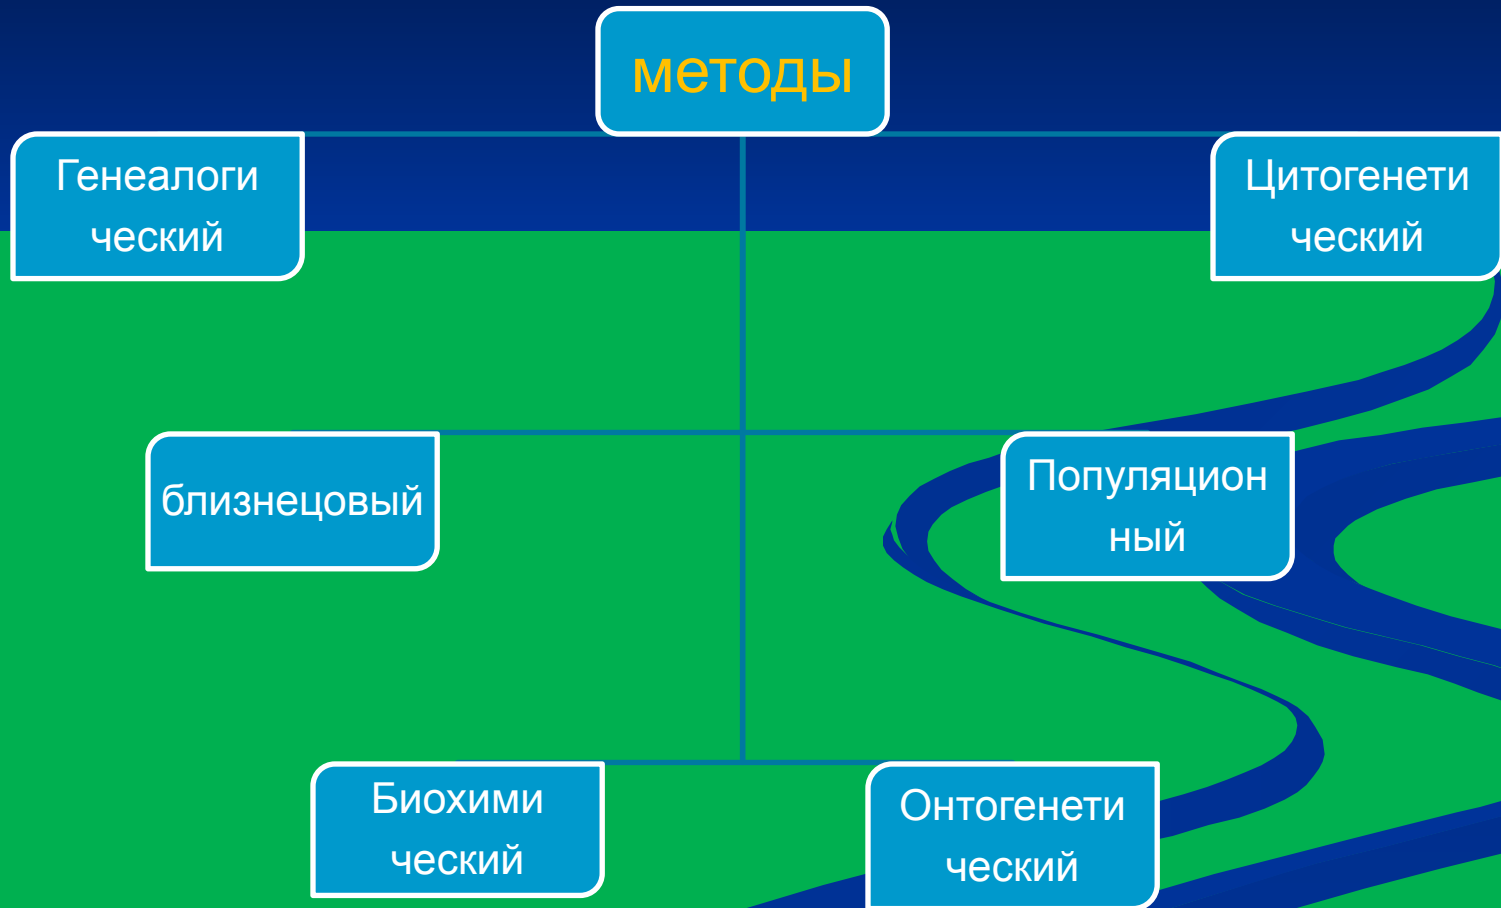 методы
Генеалоги
ческий
Цитогенети
ческий
близнецовый
Популяцион
ный
Биохими
ческий
Онтогенети
ческий